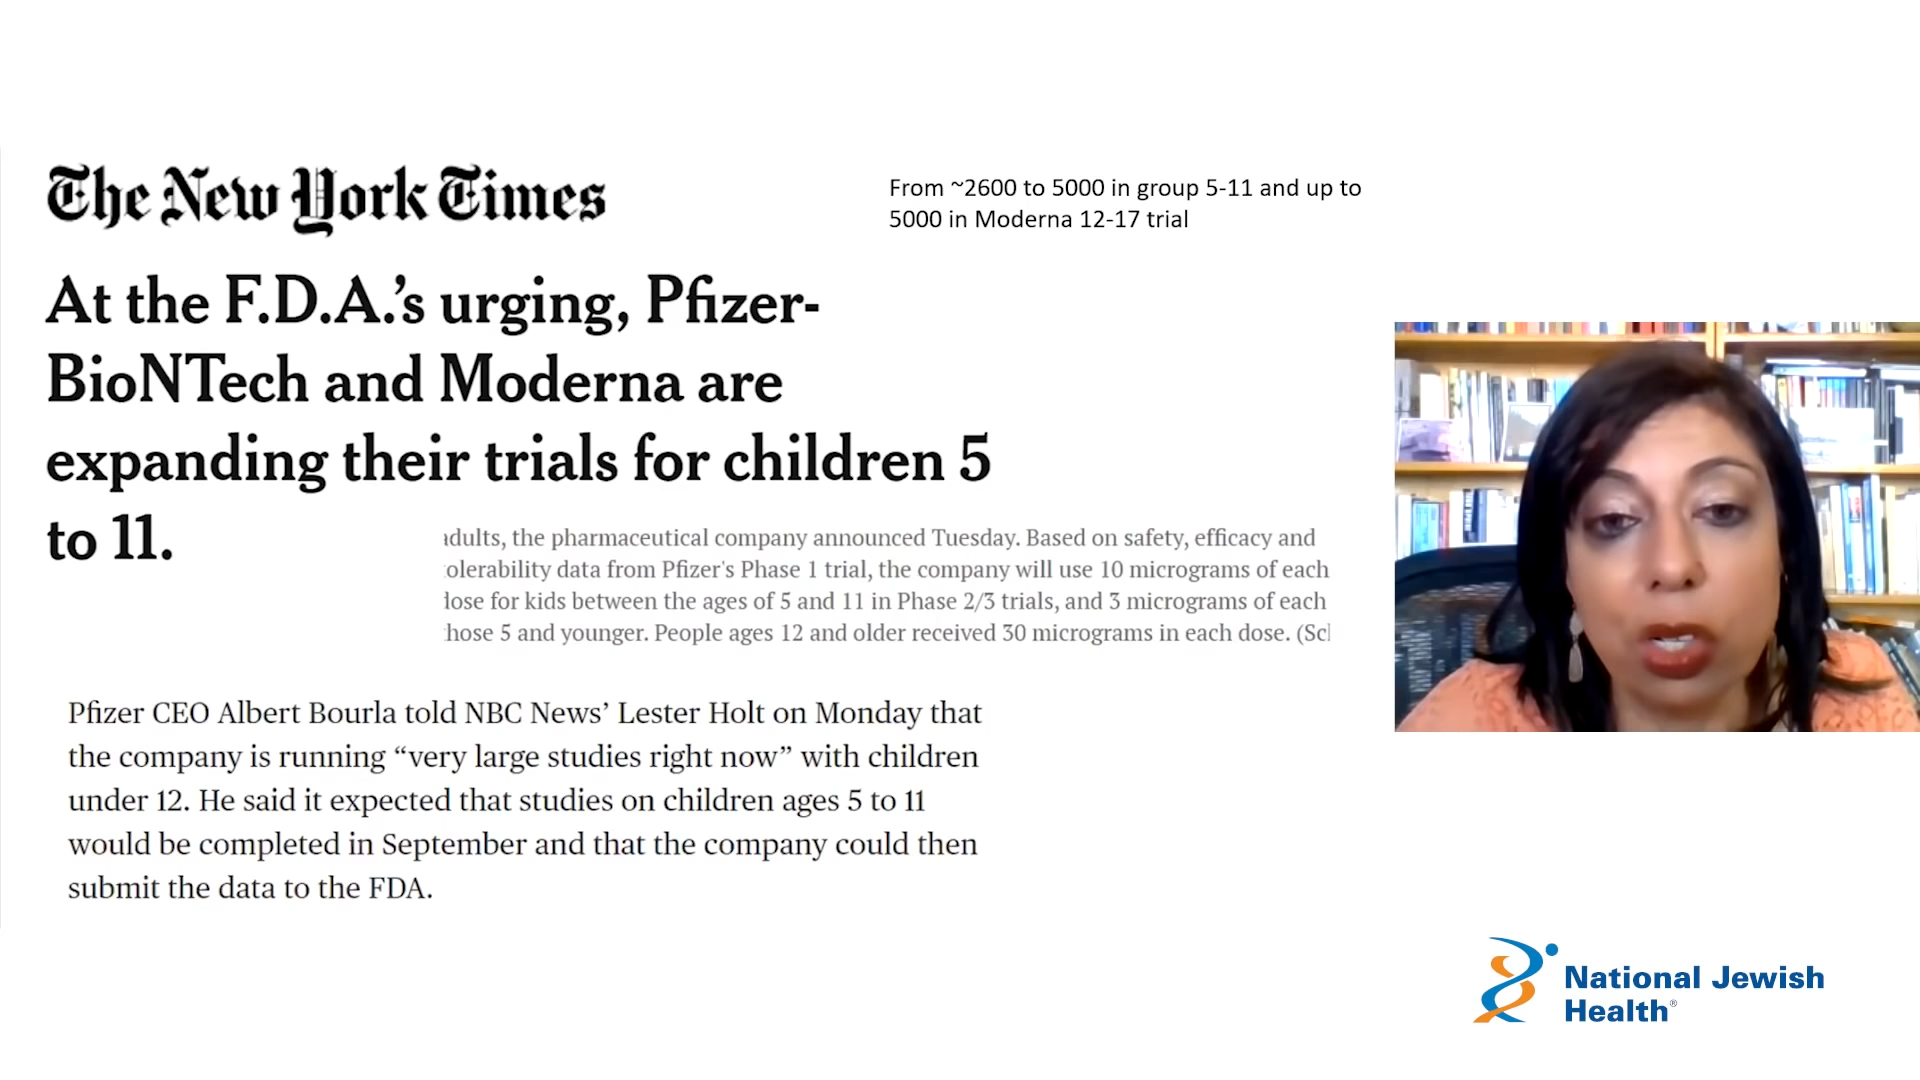 The New York Times
From ~2600 to 5000 in group 5-11 and up to
5000 in Moderna 12-17 trial
At the F.D.A.’s urging, Pfizer-
BioNTech and Moderna are
expanding their trials for children 5
to 11.
adults, the pharmaceutical company announced Tuesday. Based on safety, efficacy and
olerability data from Pfizer's Phase 1 trial, the company will use 10 micrograms of each
dose for kids between the ages of 5 and 11 in Phase 2/3 trials, and 3 micrograms of each
those 5 and younger. People ages 12 and older received 30 micrograms in each dose. (Scl
Pfizer CEO Albert Bourla told NBC News’ Lester Holt on Monday that
the company is running “very large studies right now” with children
under 12. He said it expected that studies on children ages 5 to 11
would be completed in September and that the company could then
submit the data to the FDA.
National Jewish
Health®